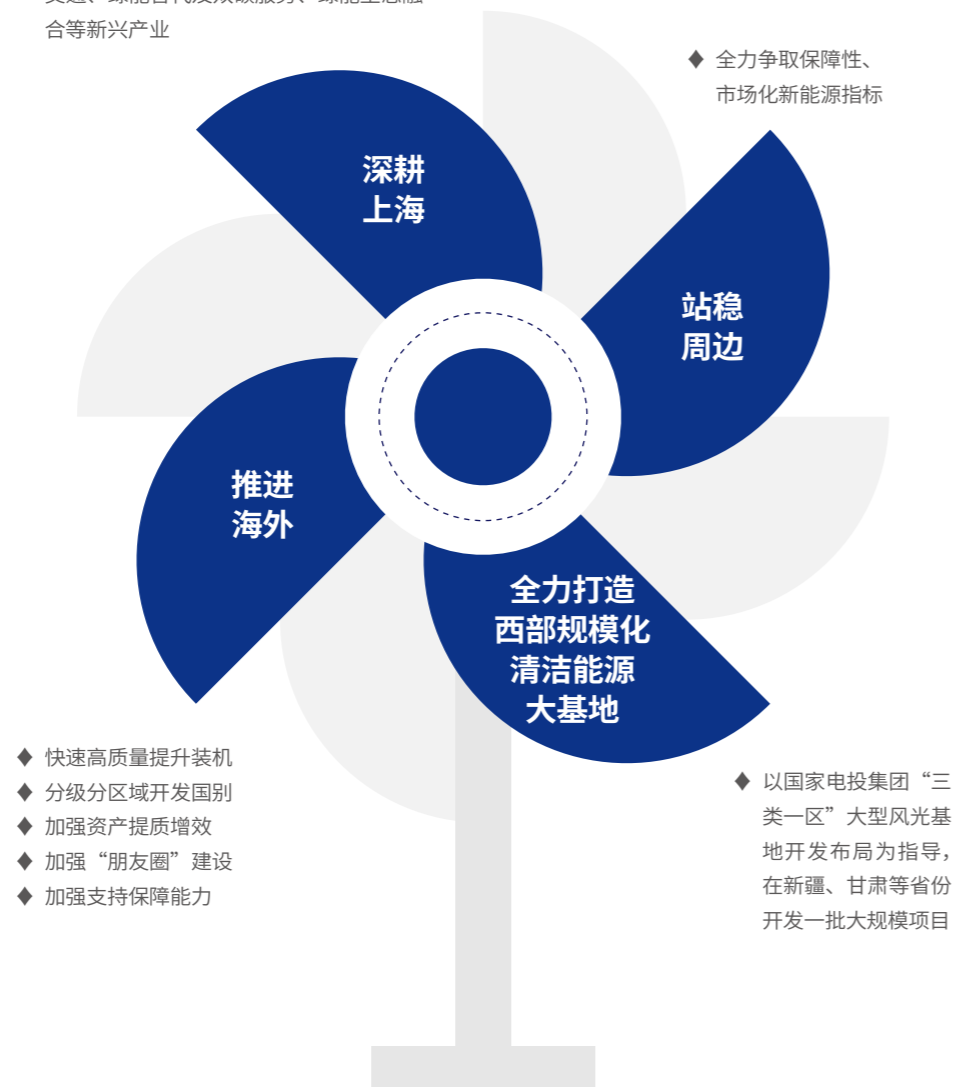 合等新兴产业
♦ 全力争取保障性、
市场化新能源指标
深耕
上海
站稳
周边
推进
海外
全力打造
西部规模化
清洁能源
大基地
♦ 快速高质量提升装机
♦ 分级分区域开发国别
♦ 加强资产提质增效
♦ 加强“朋友圈”建设
♦ 加强支持保障能力
♦ 以国家电投集团“三
类一区”大型风光基
地开发布局为指导，
在新疆、甘肃等省份
开发一批大规模项目